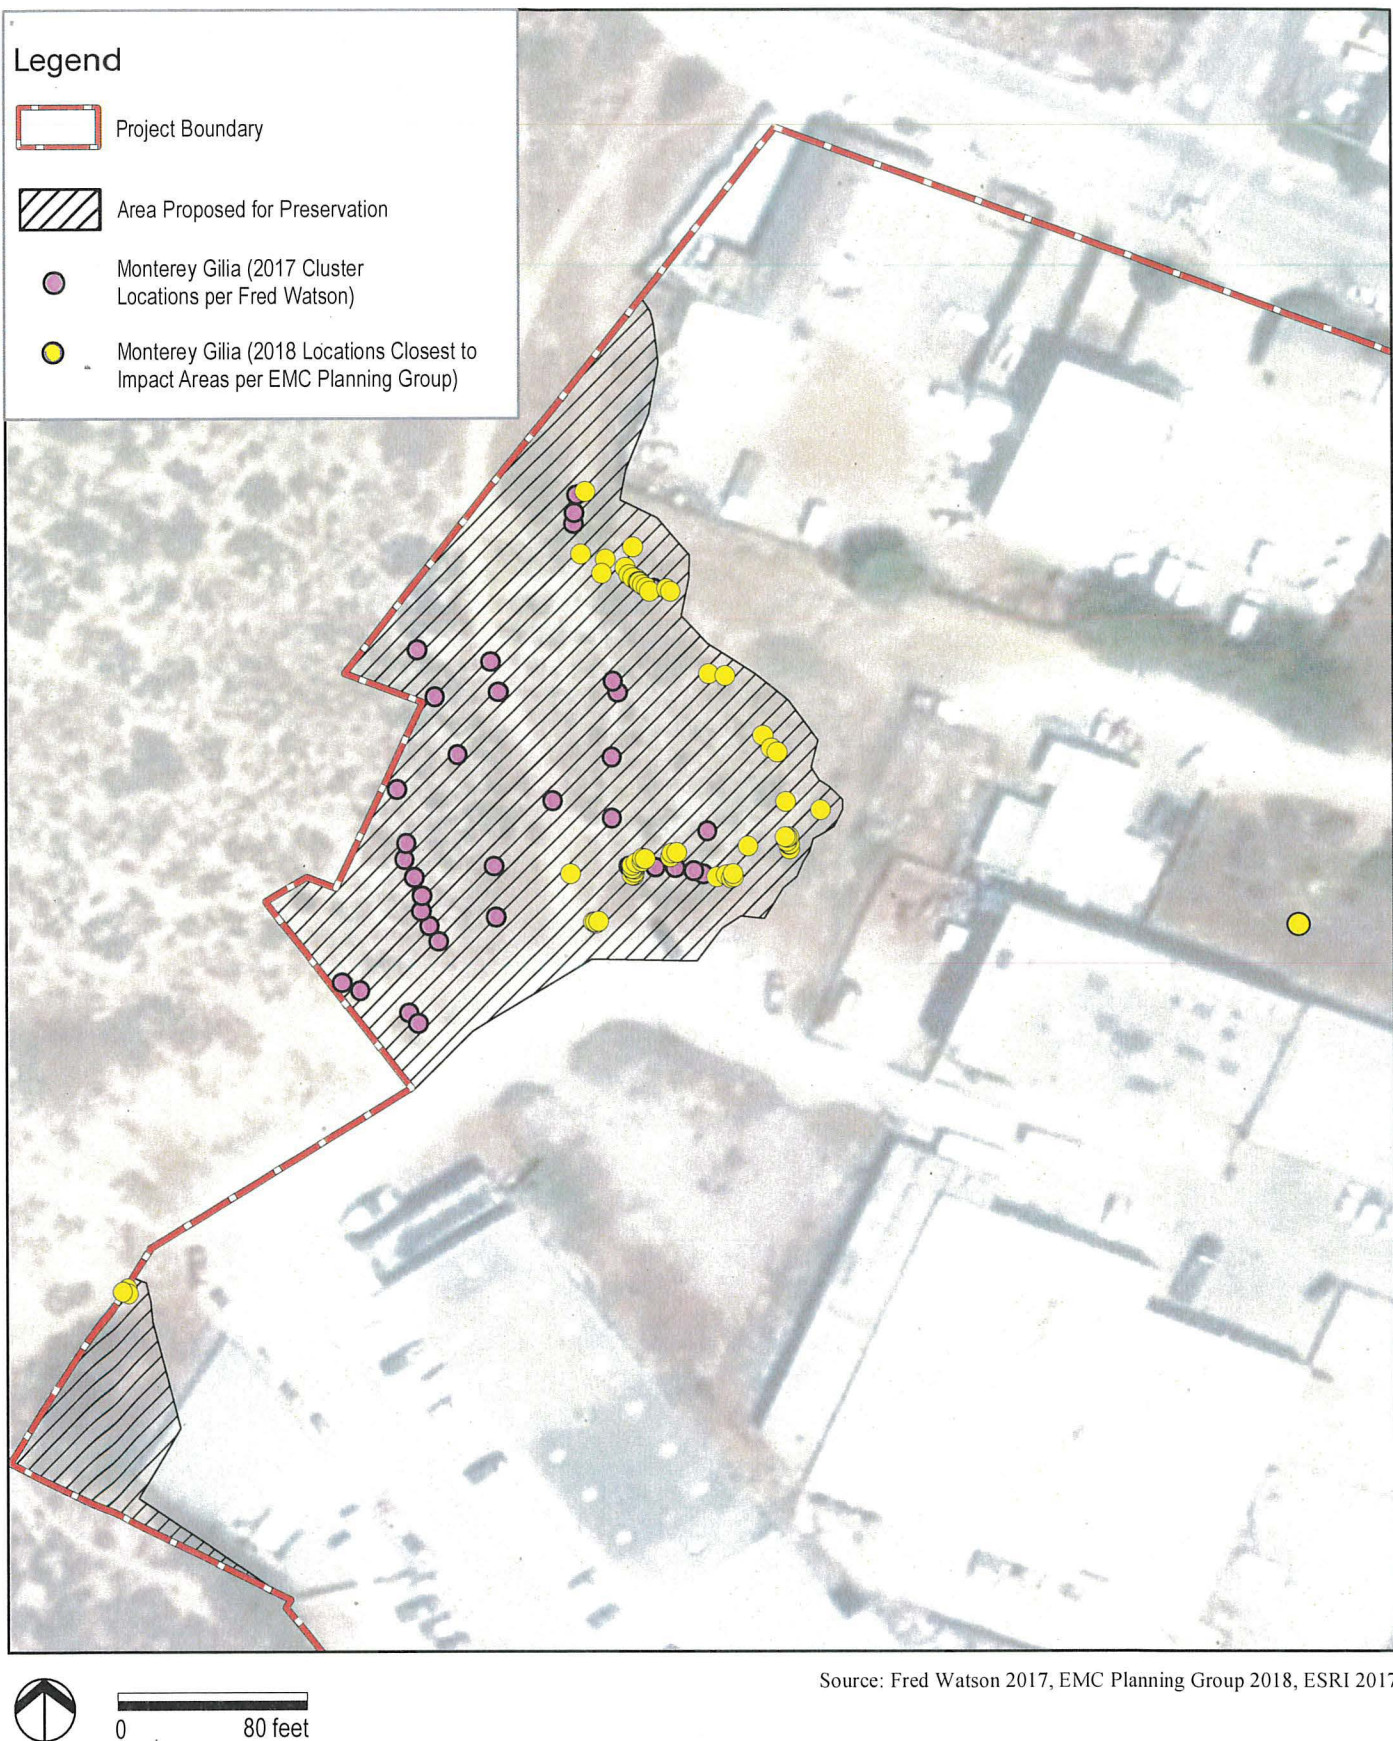 Legend
Project Boundary
Area Proposed for Preservation
Monterey Gilia (2017 Cluster
Locations per Fred Watson)
Monterey Gilia (2018 Locations Closest to
Impact Areas per EMC Planning Group)
Source: Fred Watson 2017, EMC Planning Group 2018, ESRI 2017
0 80 feet